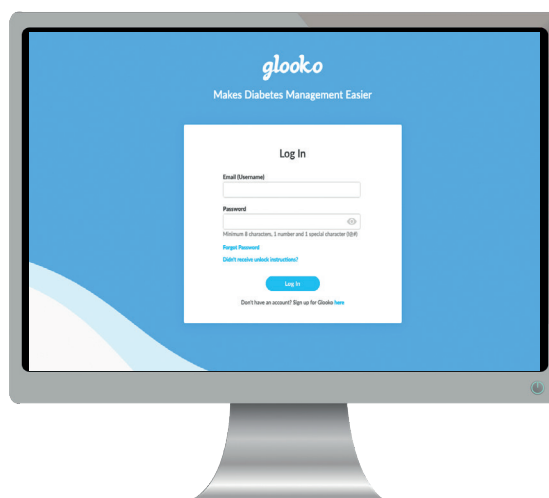 glooko
Makes Diabetes Management Easier
Log In
Email (Username)
Password
Minimum 8 characters, 1 number and 1 special character (!@#)
Forgot Password
Didn't receive unlock instructions?
Log In
Don't have an account? Sign up for Glooko here